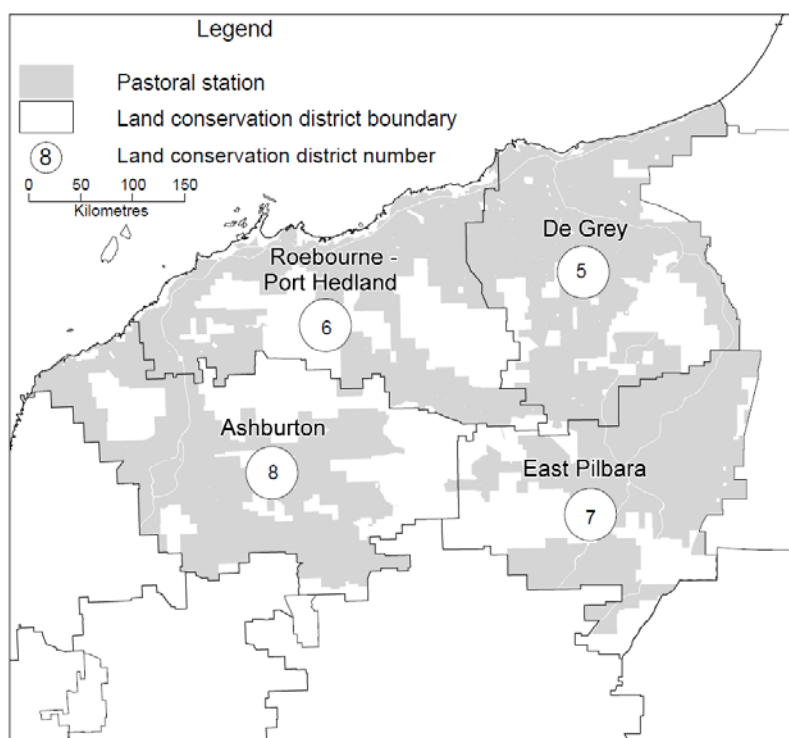 Legend
Pastoral station
Land conservation district boundary
8 Land conservation district number
0 50 100 150
Kilometres
De Grey
5
Roebourne -
Port Hedland
6
Ashburton
8
East Pilbara
7